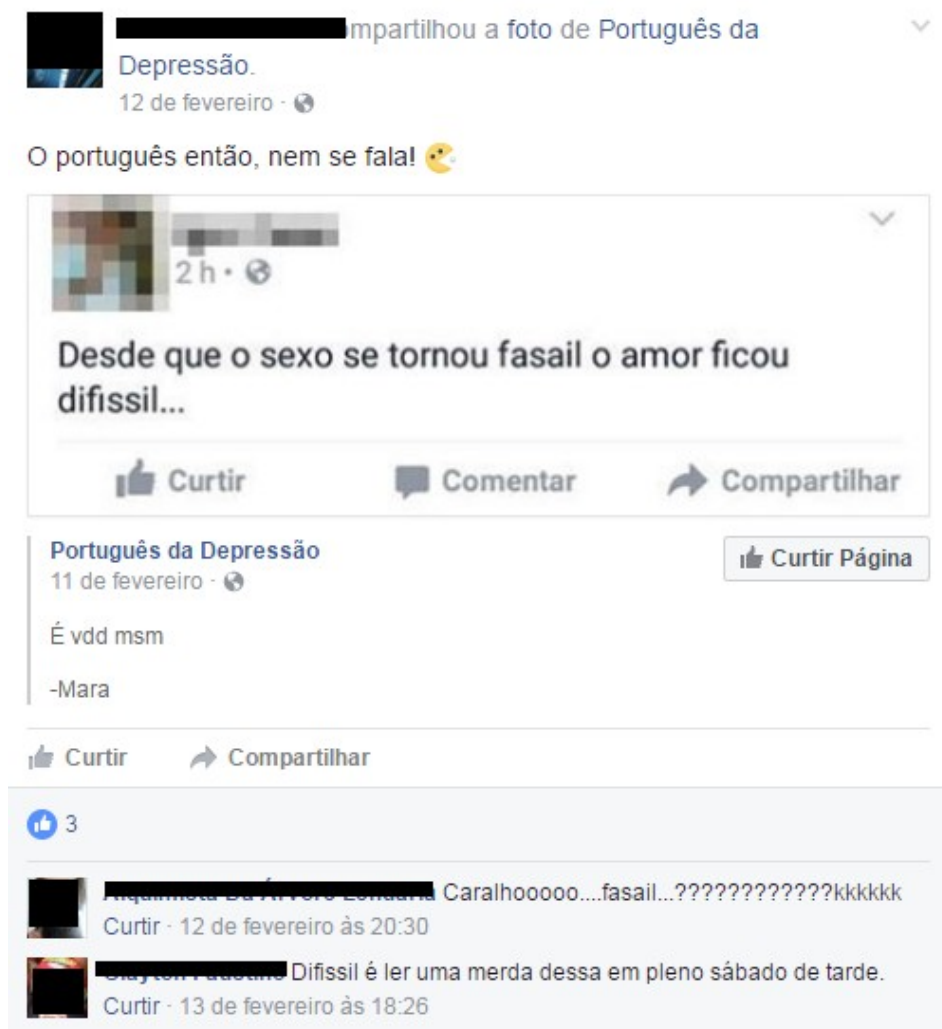 mpartilhou a foto de Português da
Depressão.
12 de fevereiro ·
O português então, nem se fala!
2 h ·
Desde que o sexo se tornou fasail o amor ficou
difissil...
Curtir Comentar Compartilhar
Português da Depressão
Curtir Página
11 de fevereiro ·
É vdd msm
-Mara
Curtir Compartilhar
3
Caralhooooo....fasail...????????????kkkkkk
Curtir · 12 de fevereiro às 20:30
Difissil é ler uma merda dessa em pleno sábado de tarde.
Curtir · 13 de fevereiro às 18:26